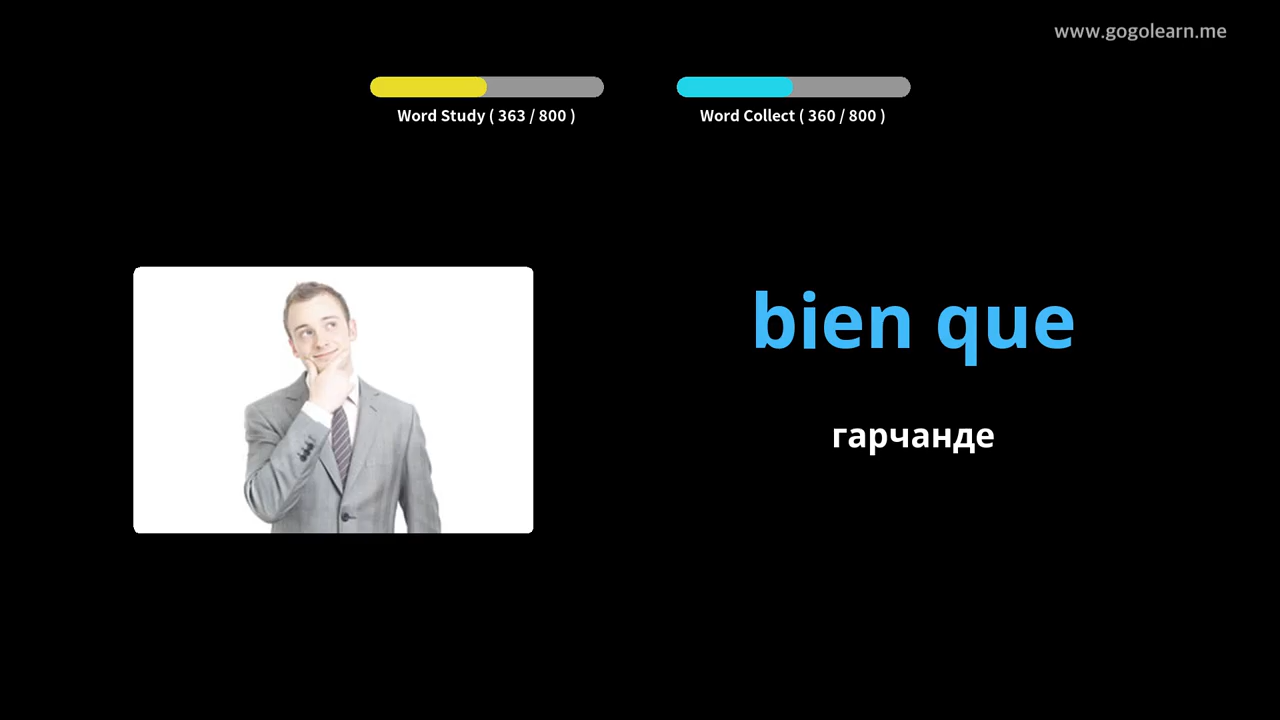 www.gogolearn.me
Word Study ( 363 / 800 )
Word Collect ( 360 / 800 )
bien que
гарчанде